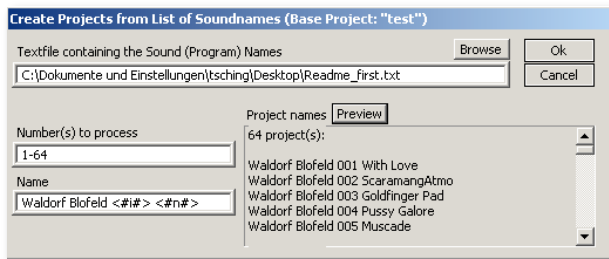 Create Projects from List of Soundnames (Base Project: "test")
Textfile containing the Sound (Program) Names
Browse
Ok
C:\Dokumente und Einstellungen\tsching\Desktop\Readme_first.txt
Cancel
Project names
Preview
Number(s) to process
64 project(s):
1-64
Waldorf Blofeld 001 With Love
Name
Waldorf Blofeld 002 ScaramangAtmo
Waldorf Blofeld <#i#> <#n#>
Waldorf Blofeld 003 Goldfinger Pad
Waldorf Blofeld 004 Pussy Galore
Waldorf Blofeld 005 Muscade